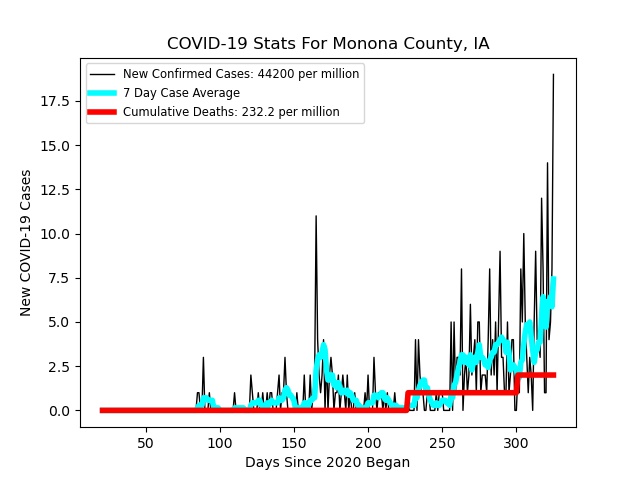 COVID-19 Stats For Monona County, IA
New Confirmed Cases: 44200 per million
7 Day Case Average
Cumulative Deaths: 232.2 per million
New COVID-19 Cases
17.5
15.0
12.5
10.0
7.5
5.0
2.5
0.0
50 100 150 200 250 300
Days Since 2020 Began